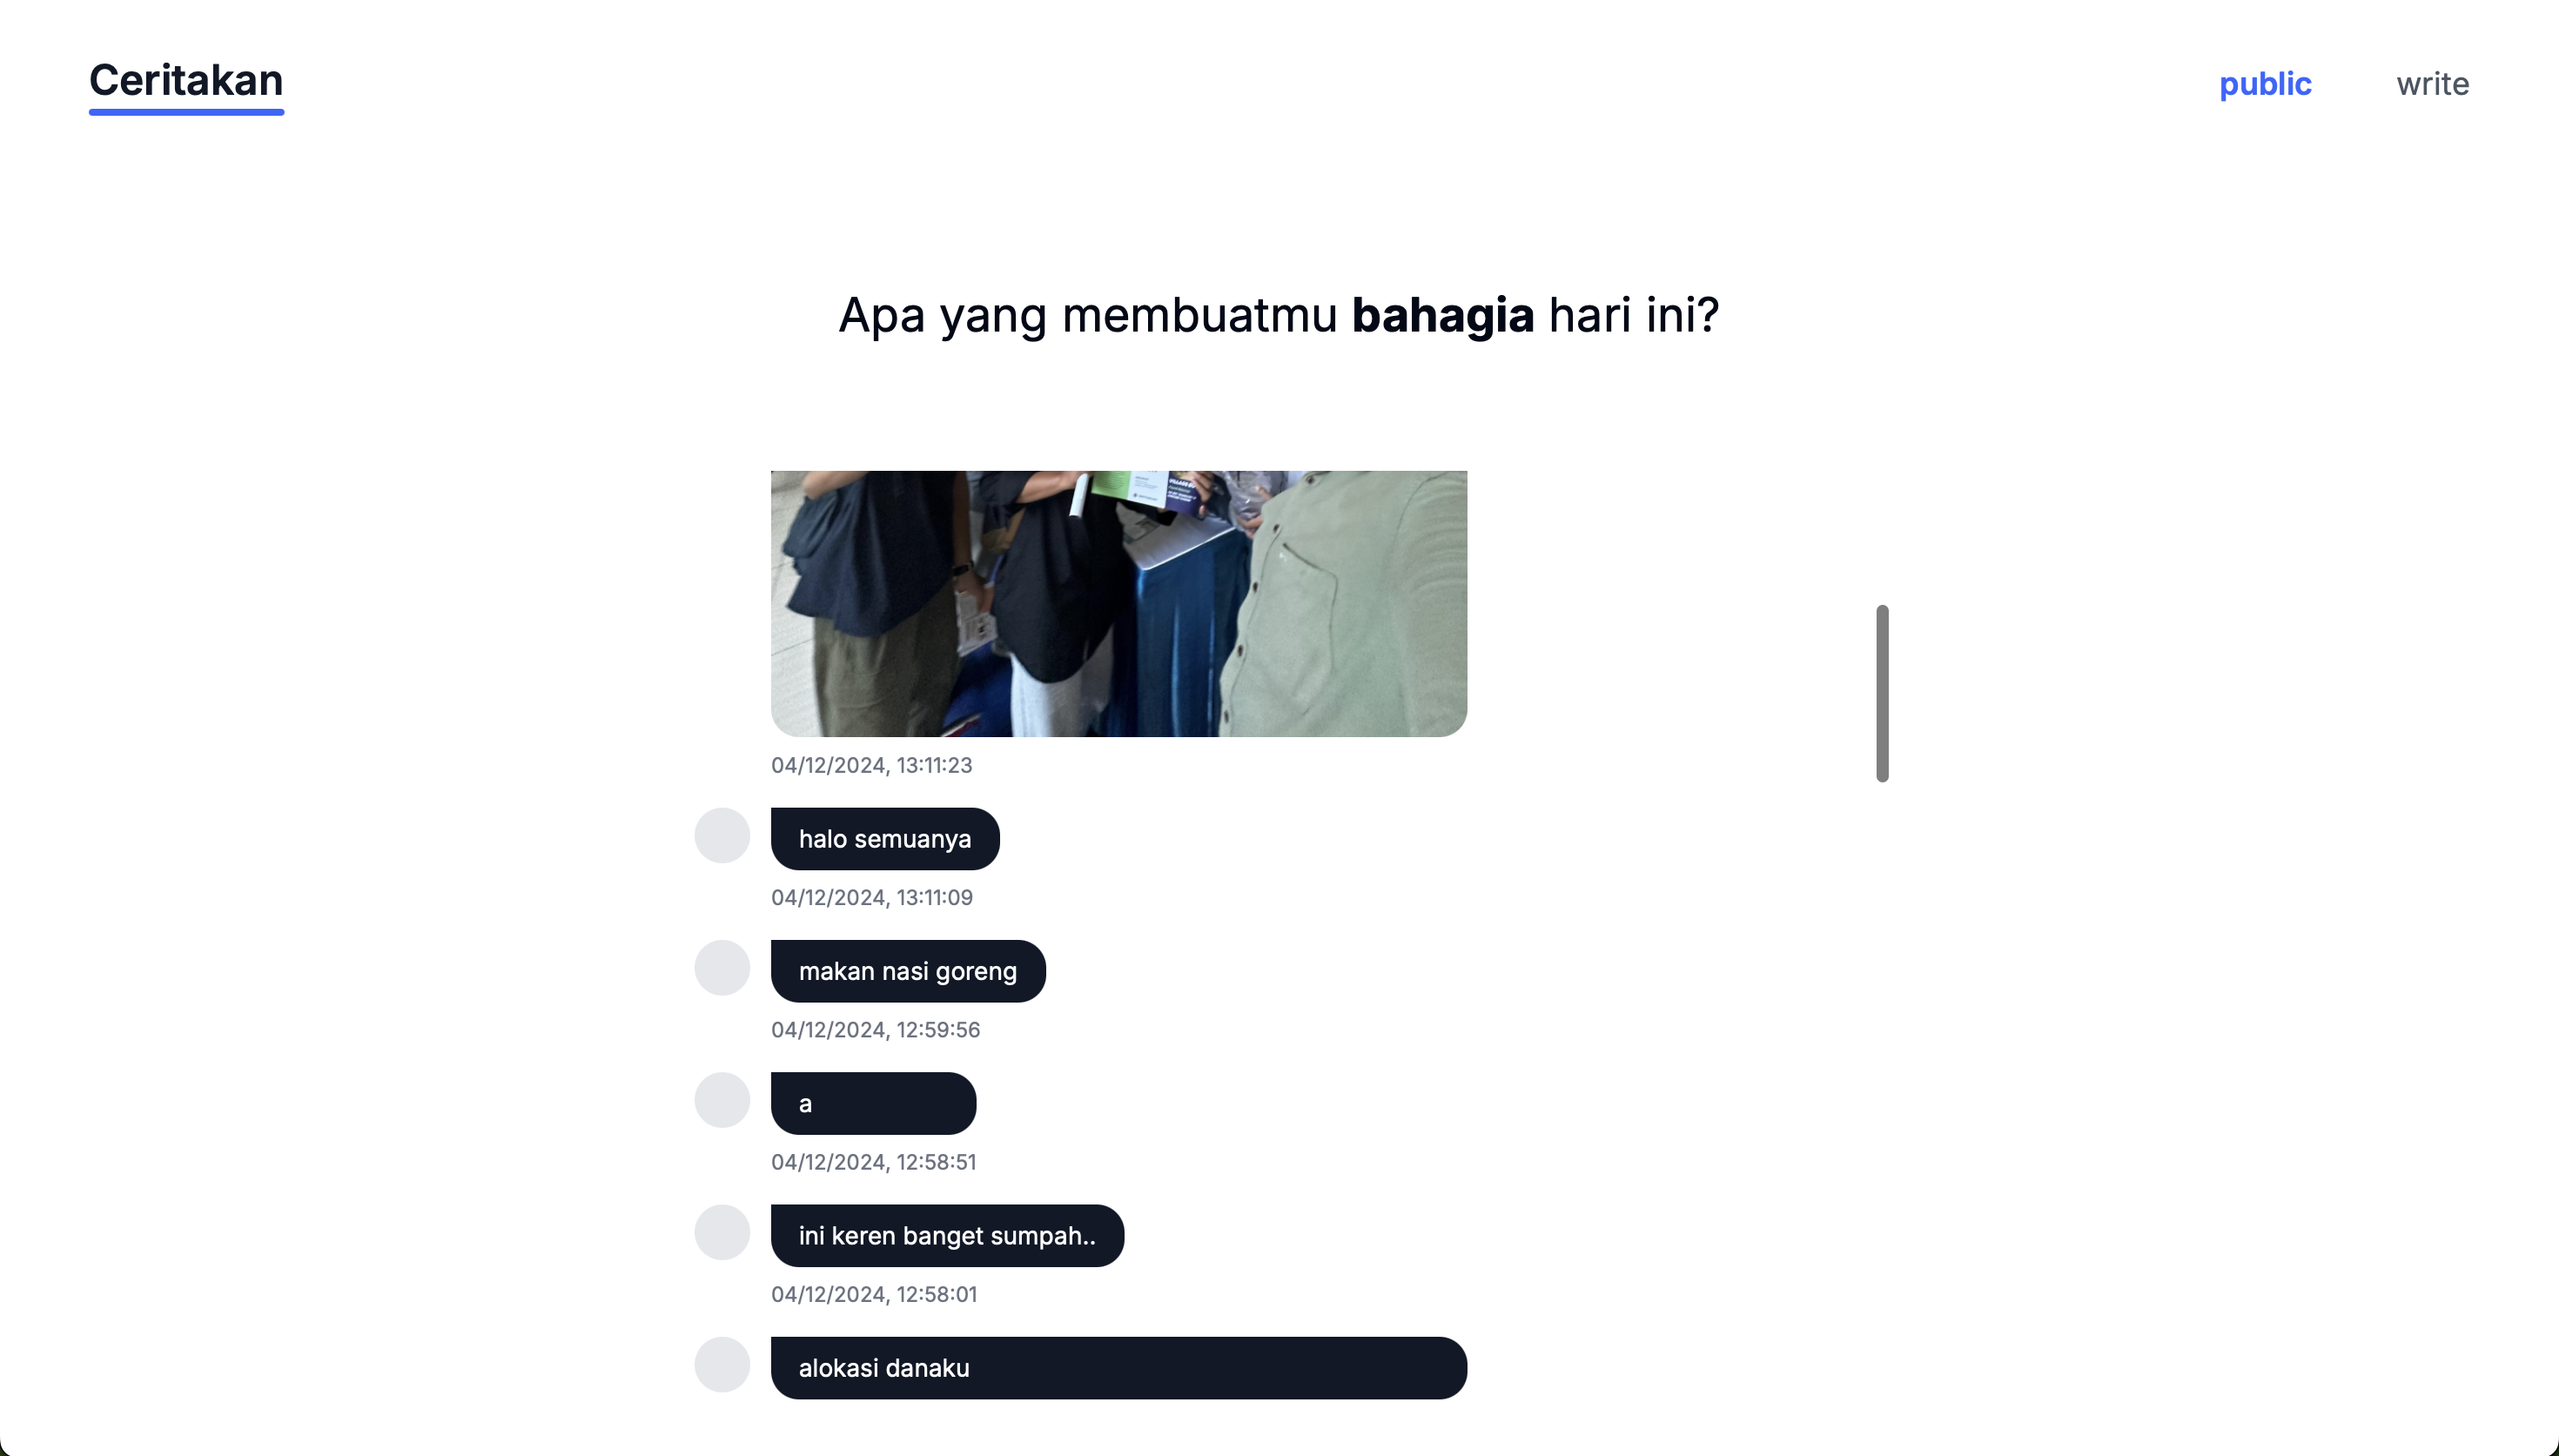 Ceritakan
public
write
Apa yang membuatmu bahagia hari ini?
04/12/2024, 13:11:23
halo semuanya
04/12/2024, 13:11:09
makan nasi goreng
04/12/2024, 12:59:56
a
04/12/2024, 12:58:51
ini keren banget sumpah..
04/12/2024, 12:58:01
alokasi danaku